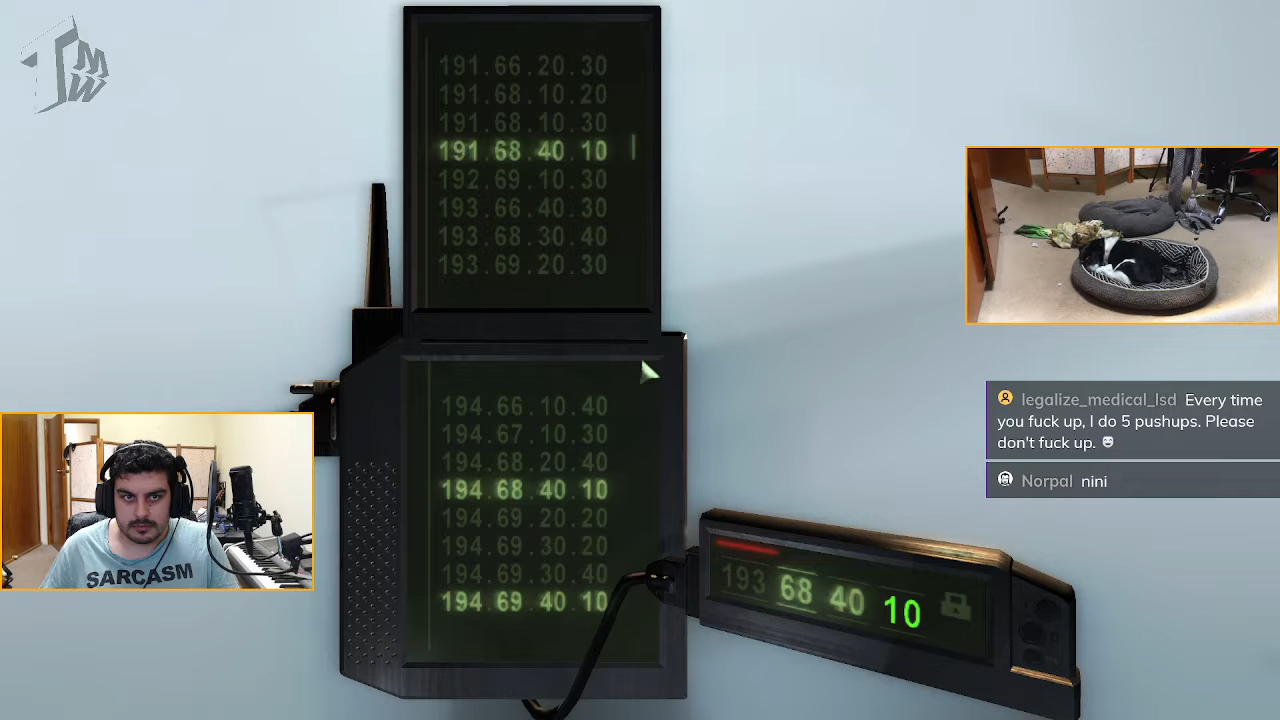 TMW
191.66.20.30
191.68.10.20
191.68.10.30
191.68.40.10
192.69.10.30
193.66.40.30
193.68.30.40
193.69.20.30
194.66.10.40
194.67.10.30
194.68.20.40
194.68.40.10
194.69.20.20
194.69.30.20
194.69.30.40
194.69.40.10
193 68 40 10
SARCASM
legalize_medical_lsd Every time
you fuck up, I do 5 pushups. Please
don't fuck up.
Norpal nini